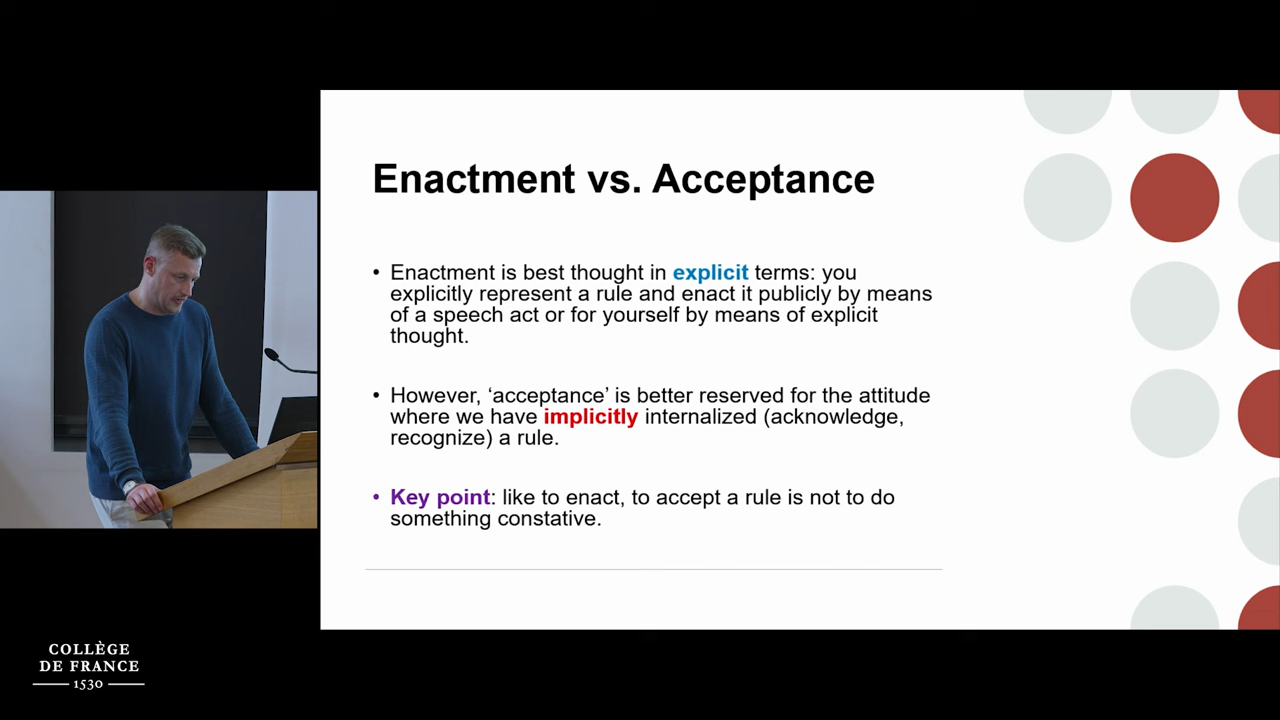 Enactment vs. Acceptance
• Enactment is best thought in explicit terms: you
explicitly represent a rule and enact it publicly by means
of a speech act or for yourself by means of explicit
thought.
• However, ‘acceptance’ is better reserved for the attitude
where we have implicitly internalized (acknowledge,
recognize) a rule.
• Key point: like to enact, to accept a rule is not to do
something constative.
COLLÈGE
DE FRANCE
1530